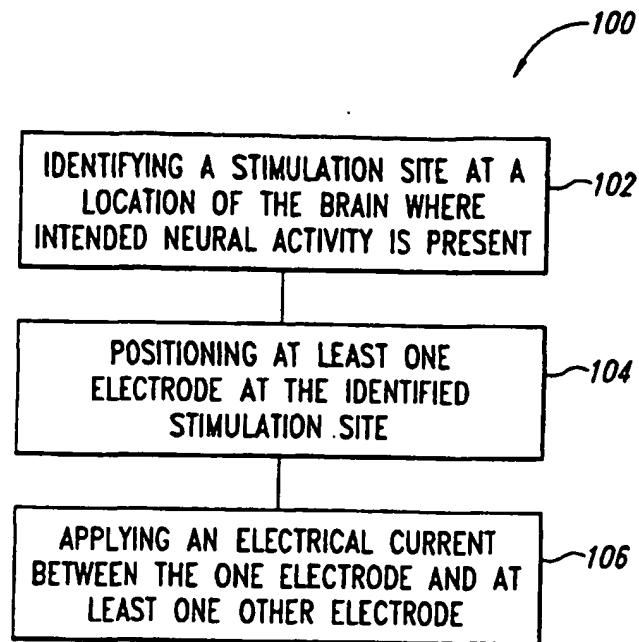 100
IDENTIFYING A STIMULATION SITE AT A
LOCATION OF THE BRAIN WHERE
INTENDED NEURAL ACTIVITY IS PRESENT
102
POSITIONING AT LEAST ONE
ELECTRODE AT THE IDENTIFIED
STIMULATION SITE
104
APPLYING AN ELECTRICAL CURRENT
BETWEEN THE ONE ELECTRODE AND AT
LEAST ONE OTHER ELECTRODE
106